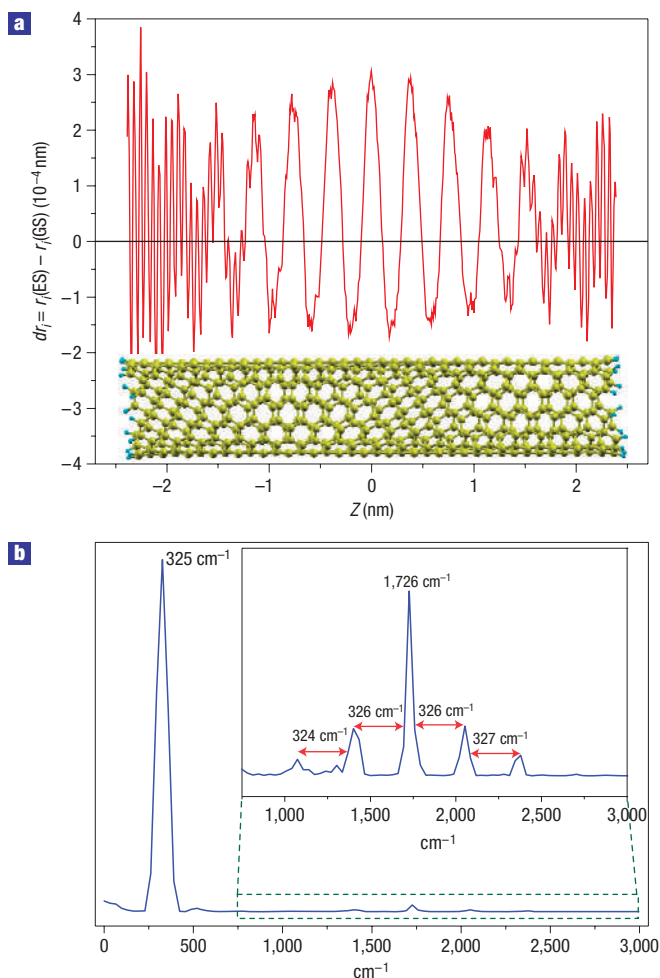 a
4
3
2
1
0
−1
−2
−3
−4
dr_i = r_i(ES) − r_i(GS) (10⁻⁴ nm)
−2 −1 0 1 2
Z (nm)
b
325 cm⁻¹
1,726 cm⁻¹
326 cm⁻¹ 326 cm⁻¹
324 cm⁻¹ 327 cm⁻¹
1,000 1,500 2,000 2,500 3,000
cm⁻¹
0 500 1,000 1,500 2,000 2,500 3,000
cm⁻¹